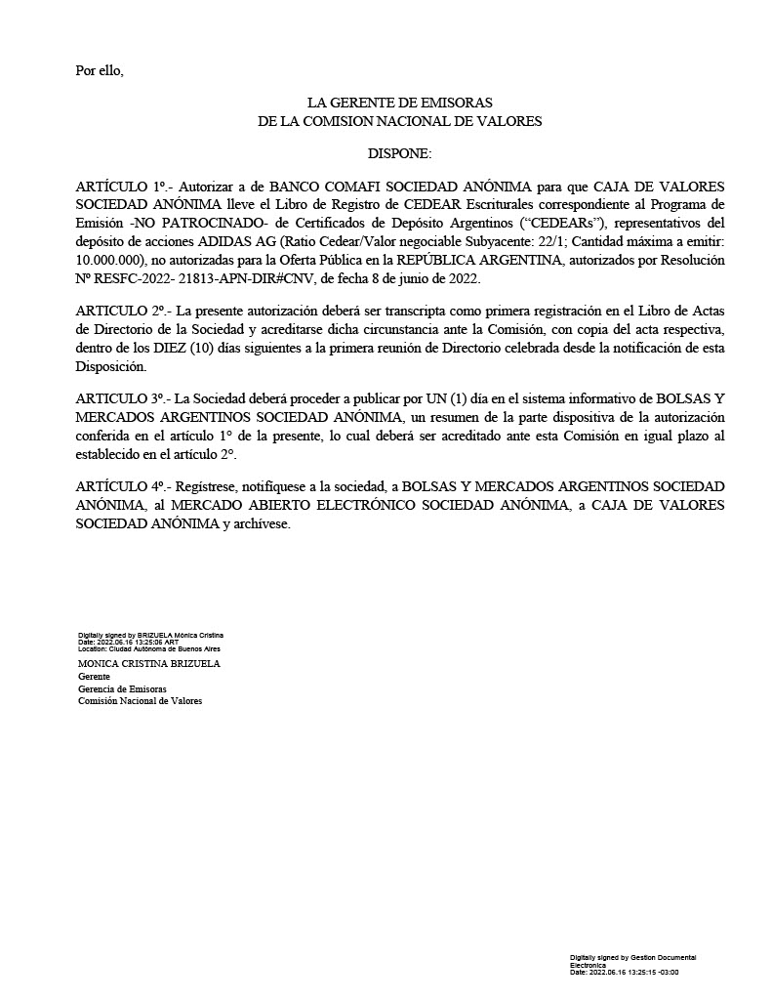 Por ello,
LA GERENTE DE EMISORAS
DE LA COMISION NACIONAL DE VALORES
DISPONE:
ARTÍCULO 1º.- Autorizar a de BANCO COMAFI SOCIEDAD ANÓNIMA para que CAJA DE VALORES
SOCIEDAD ANÓNIMA lleve el Libro de Registro de CEDEAR Escriturales correspondiente al Programa de
Emisión -NO PATROCINADO- de Certificados de Depósito Argentinos (“CEDEARs”), representativos del
depósito de acciones ADIDAS AG (Ratio Cedear/Valor negociable Subyacente: 22/1; Cantidad máxima a emitir:
10.000.000), no autorizadas para la Oferta Pública en la REPÚBLICA ARGENTINA, autorizados por Resolución
Nº RESFC-2022- 21813-APN-DIR#CNV, de fecha 8 de junio de 2022.
ARTICULO 2º.- La presente autorización deberá ser transcripta como primera registración en el Libro de Actas
de Directorio de la Sociedad y acreditarse dicha circunstancia ante la Comisión, con copia del acta respectiva,
dentro de los DIEZ (10) días siguientes a la primera reunión de Directorio celebrada desde la notificación de esta
Disposición.
ARTICULO 3º.- La Sociedad deberá proceder a publicar por UN (1) día en el sistema informativo de BOLSAS Y
MERCADOS ARGENTINOS SOCIEDAD ANÓNIMA, un resumen de la parte dispositiva de la autorización
conferida en el artículo 1° de la presente, lo cual deberá ser acreditado ante esta Comisión en igual plazo al
establecido en el artículo 2°.
ARTÍCULO 4º.- Regístrese, notifíquese a la sociedad, a BOLSAS Y MERCADOS ARGENTINOS SOCIEDAD
ANÓNIMA, al MERCADO ABIERTO ELECTRÓNICO SOCIEDAD ANÓNIMA, a CAJA DE VALORES
SOCIEDAD ANÓNIMA y archívese.
Digitally signed by BRIZUELA Mónica Cristina
Date: 2022.06.16 13:25:06 ART
Location: Ciudad Autónoma de Buenos Aires
MONICA CRISTINA BRIZUELA
Gerente
Gerencia de Emisoras
Comisión Nacional de Valores
Digitally signed by Gestion Documental
Electronica
Date: 2022.06.16 13:25:15 -03:00